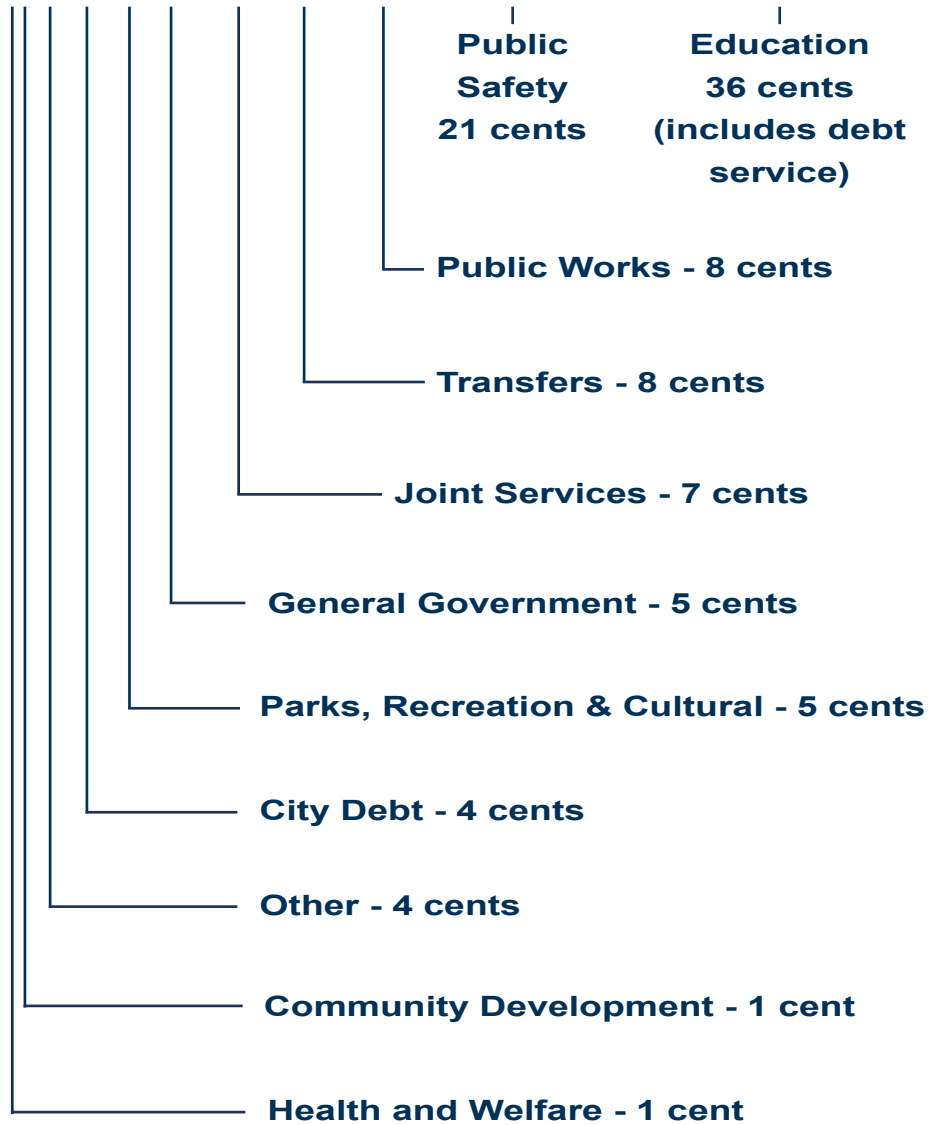 Public
Safety
21 cents
Education
36 cents
(includes debt
service)
Public Works - 8 cents
Transfers - 8 cents
Joint Services - 7 cents
General Government - 5 cents
Parks, Recreation & Cultural - 5 cents
City Debt - 4 cents
Other - 4 cents
Community Development - 1 cent
Health and Welfare - 1 cent